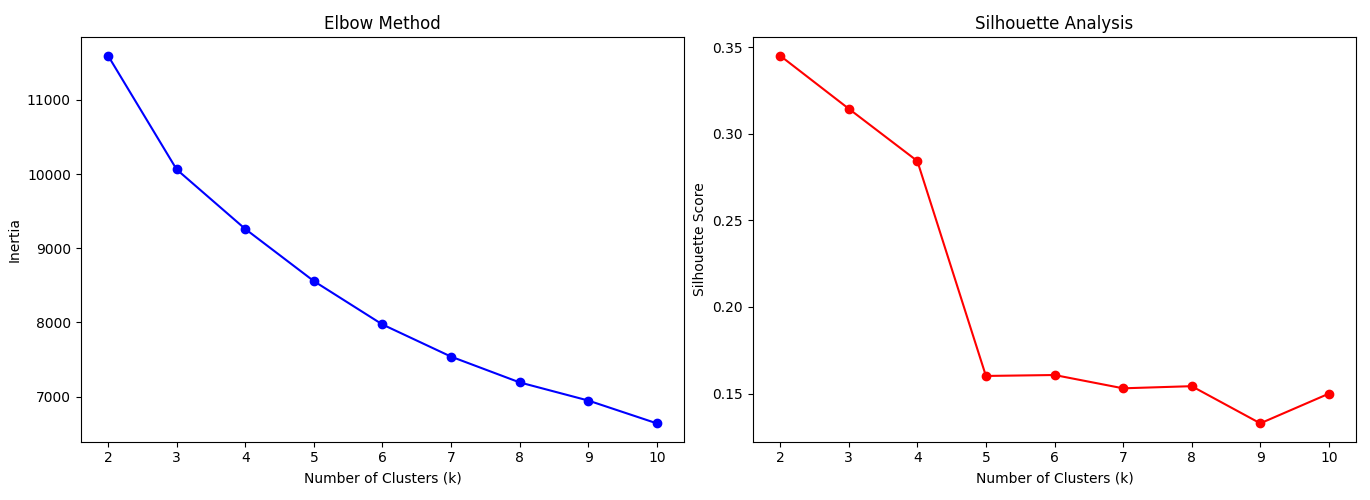 Elbow Method
11000
10000
9000
8000
7000
Inertia
2 3 4 5 6 7 8 9 10
Number of Clusters (k)
Silhouette Analysis
0.35
0.30
0.25
0.20
0.15
Silhouette Score
2 3 4 5 6 7 8 9 10
Number of Clusters (k)